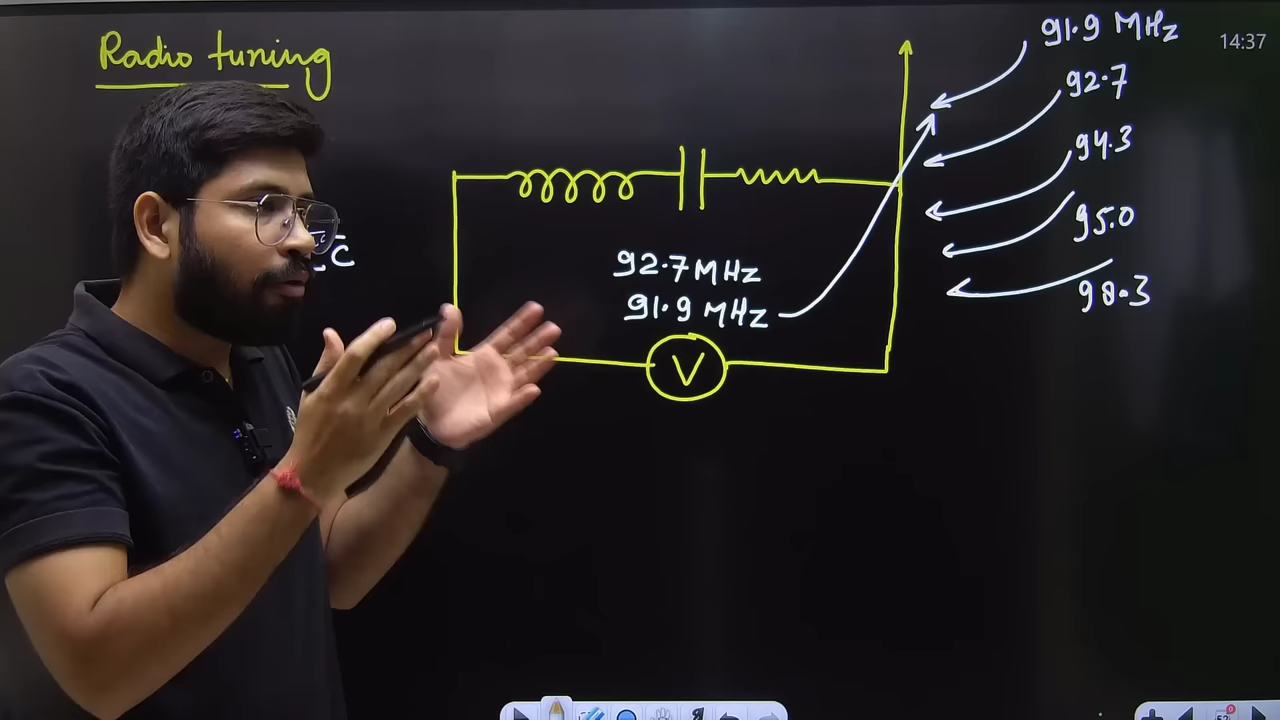 Radio tuning
91.9 MHz
14:37
92.7
94.3
95.0
98.3
92.7 MHz
91.9 MHz
V